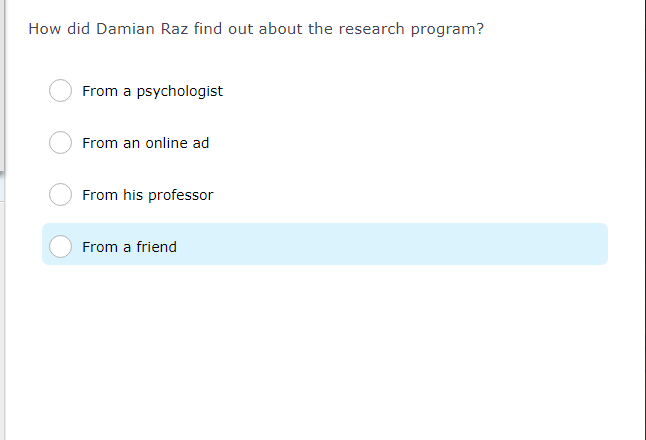 How did Damian Raz find out about the research program?
From a psychologist
From an online ad
From his professor
From a friend